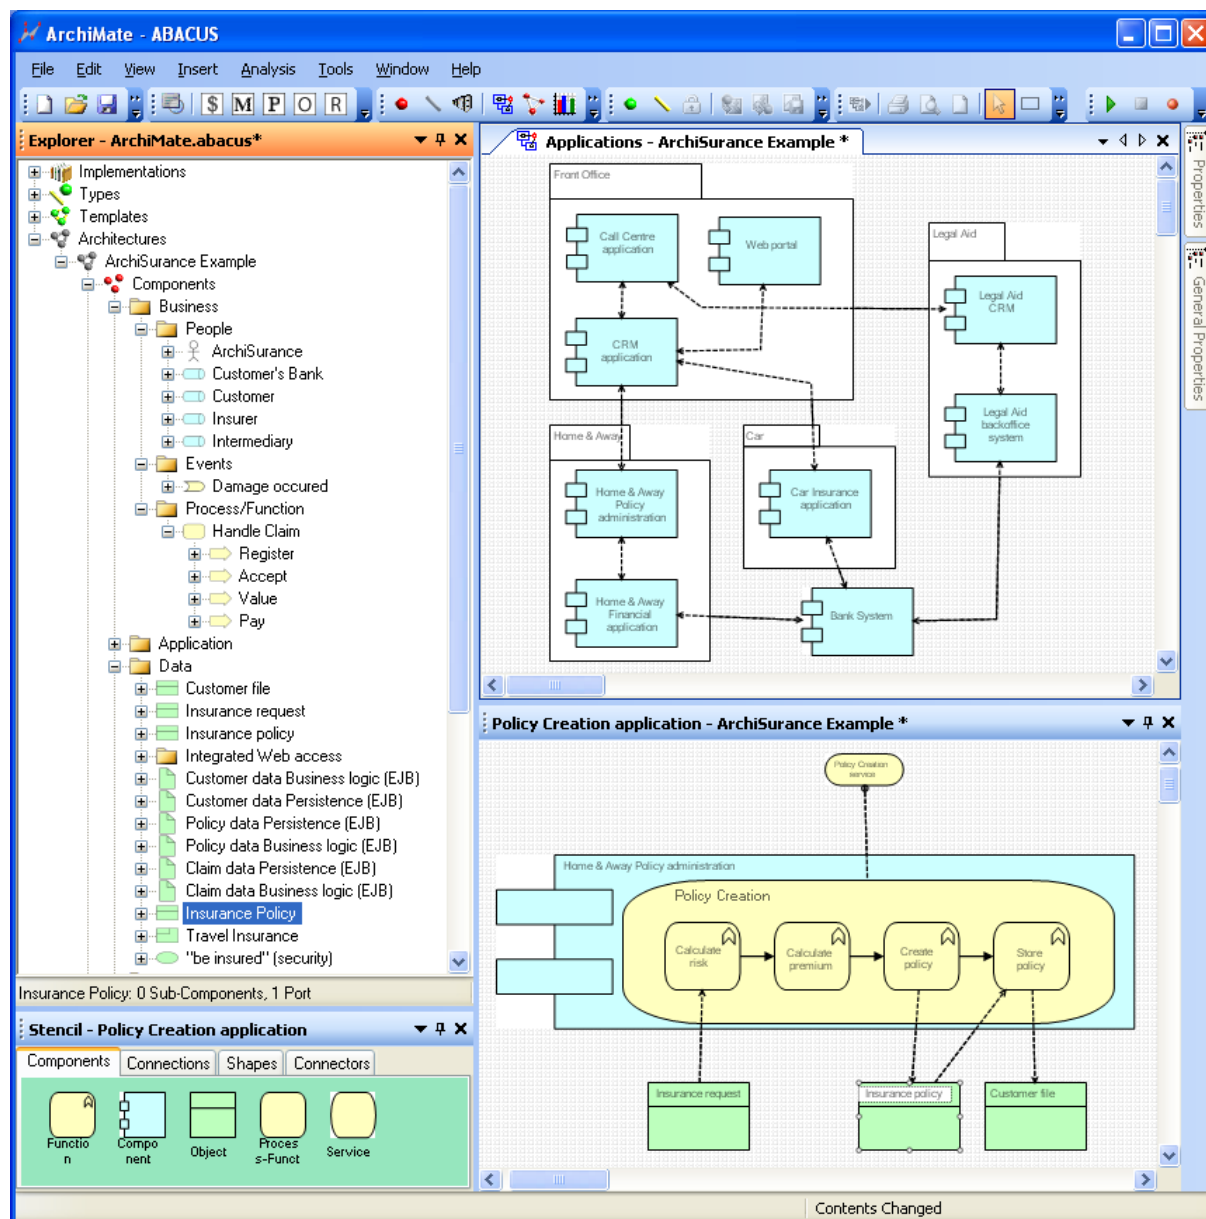 ArchiMate - ABACUS
File Edit View Insert Analysis Tools Window Help
$ M P O R
Explorer - ArchiMate.abacus*
Implementations
Types
Templates
Architectures
ArchiSurance Example
Components
Business
People
ArchiSurance
Customer's Bank
Customer
Insurer
Intermediary
Events
Damage occured
Process/Function
Handle Claim
Register
Accept
Value
Pay
Application
Data
Customer file
Insurance request
Insurance policy
Integrated Web access
Customer data Business logic (EJB)
Customer data Persistence (EJB)
Policy data Persistence (EJB)
Policy data Business logic (EJB)
Claim data Persistence (EJB)
Claim data Business logic (EJB)
Insurance Policy
Travel Insurance
"be insured" (security)
Insurance Policy: 0 Sub-Components, 1 Port
Stencil - Policy Creation application
Components Connections Shapes Connectors
Functio
n
Compo
nent
Object
Proces
s-Funct
Service
Applications - ArchiSurance Example *
Front Office
Call Centre
application
Web portal
CRM
application
Legal Aid
Legal Aid
CRM
Legal Aid
backoffice
system
Home & Away
Home & Away
Policy
administration
Home & Away
Financial
application
Car
Car Insurance
application
Bank System
Properties
General Properties
Policy Creation application - ArchiSurance Example *
Policy Creation
service
Home & Away Policy administration
Policy Creation
Calculate
risk
Calculate
premium
Create
policy
Store
policy
Insurance request
Insurance policy
Customer file
Contents Changed